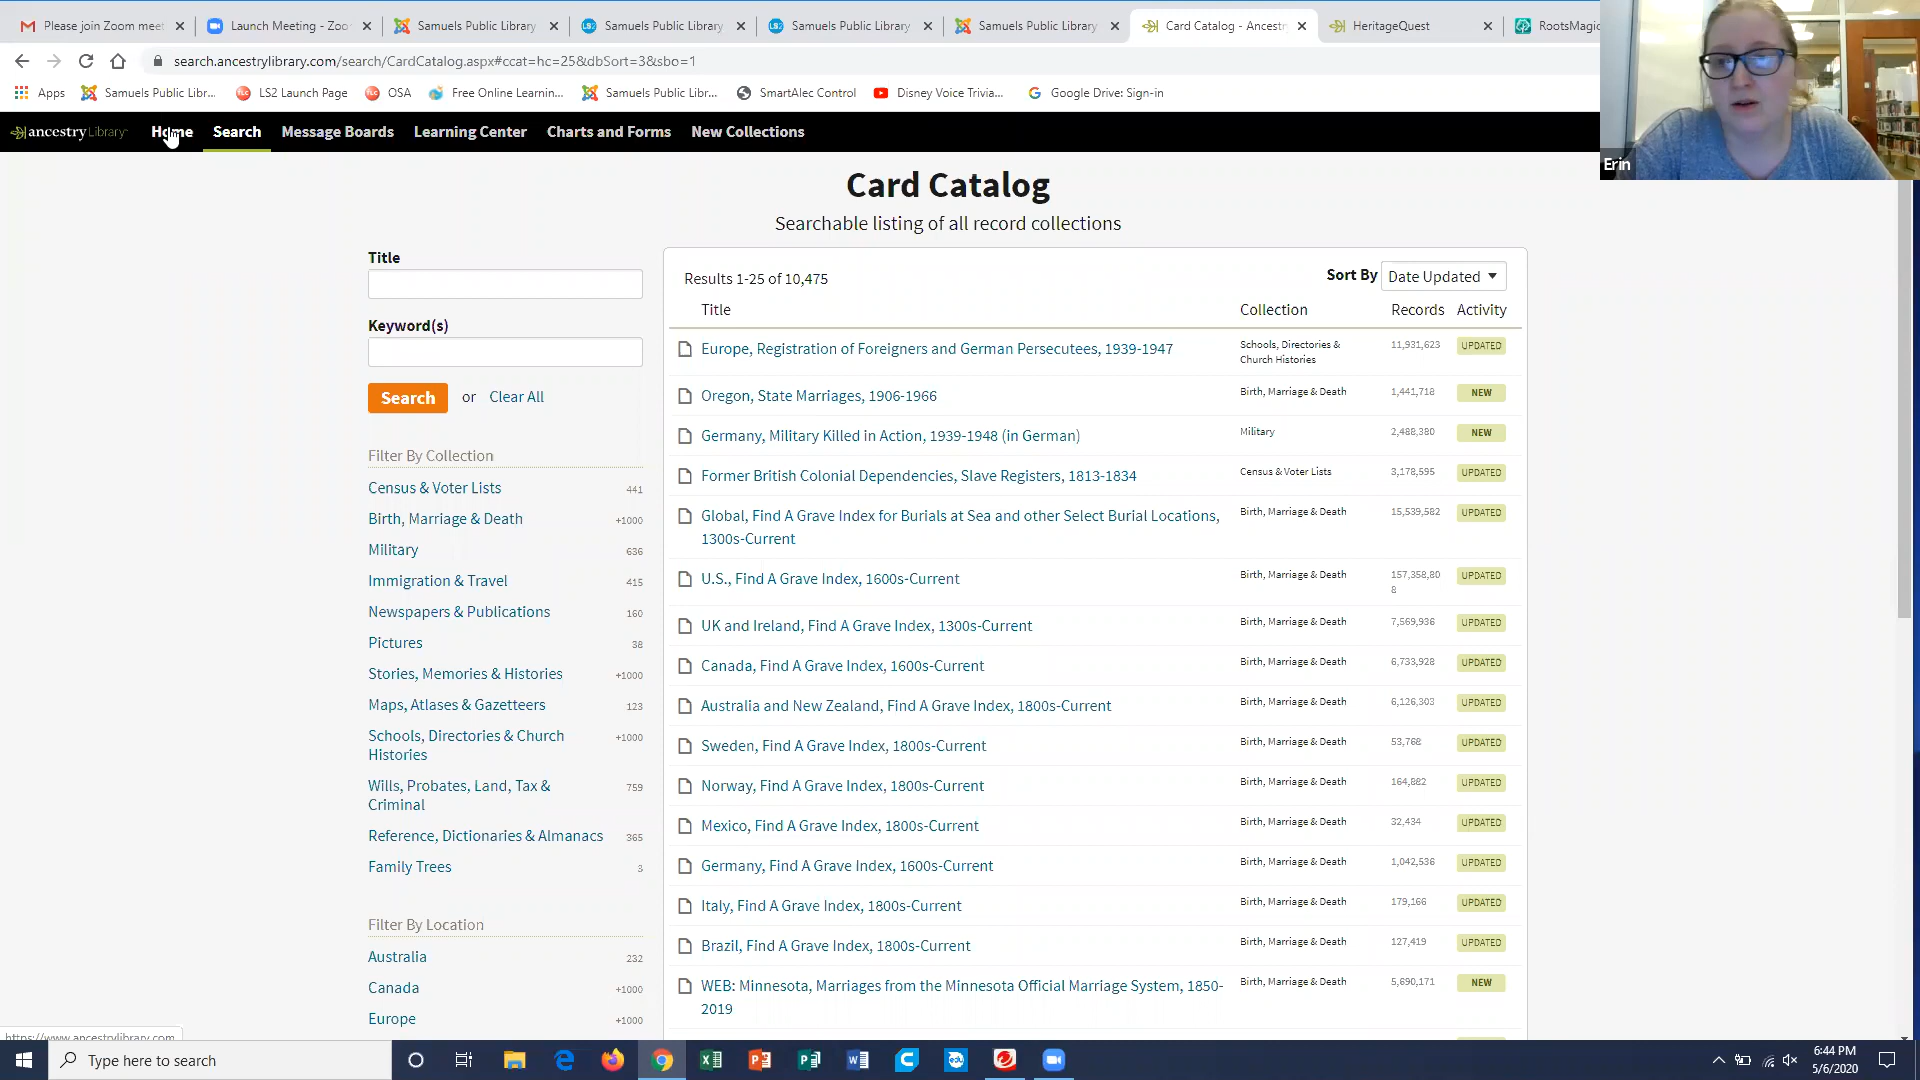 Please join Zoom meet
Launch Meeting - Zoo
Samuels Public Library
Samuels Public Library
Samuels Public Library
Samuels Public Library
Card Catalog - Ancestr
HeritageQuest
RootsMagic
search.ancestrylibrary.com/search/CardCatalog.aspx#ccat=hc=25&dbSort=3&sbo=1
Apps
Samuels Public Libr...
LS2 Launch Page
OSA
Free Online Learnin...
Samuels Public Libr...
SmartAlec Control
Disney Voice Trivia...
Google Drive: Sign-in
ancestryLibrary
Home
Search
Message Boards
Learning Center
Charts and Forms
New Collections
Erin
Card Catalog
Searchable listing of all record collections
Title
Keyword(s)
Search or Clear All
Filter By Collection
Census & Voter Lists 441
Birth, Marriage & Death +1000
Military 636
Immigration & Travel 415
Newspapers & Publications 160
Pictures 38
Stories, Memories & Histories +1000
Maps, Atlases & Gazetteers 123
Schools, Directories & Church +1000
Histories
Wills, Probates, Land, Tax & 759
Criminal
Reference, Dictionaries & Almanacs 365
Family Trees 3
Filter By Location
Australia 232
Canada +1000
Europe +1000
Results 1-25 of 10,475
Sort By Date Updated
Title Collection Records Activity
Europe, Registration of Foreigners and German Persecutees, 1939-1947 Schools, Directories & 11,931,623 UPDATED
Church Histories
Oregon, State Marriages, 1906-1966 Birth, Marriage & Death 1,441,718 NEW
Germany, Military Killed in Action, 1939-1948 (in German) Military 2,488,380 NEW
Former British Colonial Dependencies, Slave Registers, 1813-1834 Census & Voter Lists 3,178,595 UPDATED
Global, Find A Grave Index for Burials at Sea and other Select Burial Locations, Birth, Marriage & Death 15,539,582 UPDATED
1300s-Current
U.S., Find A Grave Index, 1600s-Current Birth, Marriage & Death 157,358,80 UPDATED
8
UK and Ireland, Find A Grave Index, 1300s-Current Birth, Marriage & Death 7,569,936 UPDATED
Canada, Find A Grave Index, 1600s-Current Birth, Marriage & Death 6,733,928 UPDATED
Australia and New Zealand, Find A Grave Index, 1800s-Current Birth, Marriage & Death 6,126,303 UPDATED
Sweden, Find A Grave Index, 1800s-Current Birth, Marriage & Death 53,768 UPDATED
Norway, Find A Grave Index, 1800s-Current Birth, Marriage & Death 164,882 UPDATED
Mexico, Find A Grave Index, 1800s-Current Birth, Marriage & Death 32,434 UPDATED
Germany, Find A Grave Index, 1600s-Current Birth, Marriage & Death 1,042,536 UPDATED
Italy, Find A Grave Index, 1800s-Current Birth, Marriage & Death 179,166 UPDATED
Brazil, Find A Grave Index, 1800s-Current Birth, Marriage & Death 127,419 UPDATED
WEB: Minnesota, Marriages from the Minnesota Official Marriage System, 1850- Birth, Marriage & Death 5,690,171 NEW
2019
https://www.ancestrylibrary.com
Type here to search
6:44 PM
5/6/2020